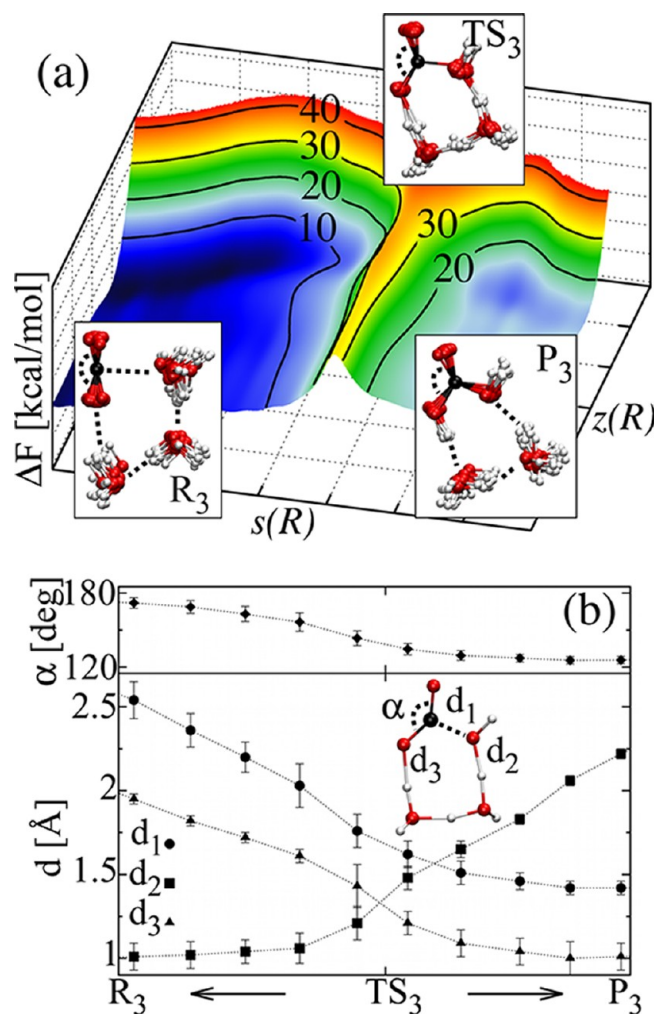 (a)
TS3
40
30
20
10
30
20
ΔF [kcal/mol]
R3
P3
s(R)
z(R)
(b)
α [deg]
180
120
d [Å]
2.5
2
1.5
1
α
d1
d2
d3
d1
d2
d3
R3
TS3
P3